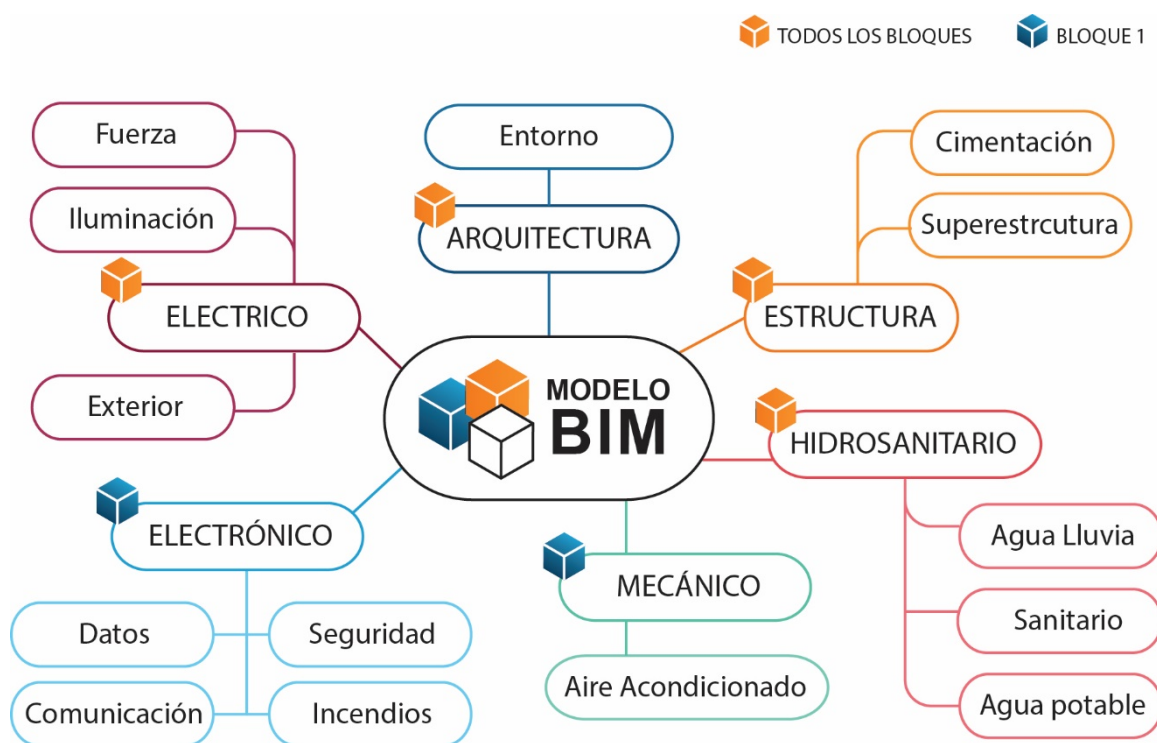 TODOS LOS BLOQUES
BLOQUE 1
Fuerza
Iluminación
ELECTRICO
Exterior
Entorno
ARQUITECTURA
Cimentación
Superestrcutura
ESTRUCTURA
MODELO
BIM
HIDROSANITARIO
Agua Lluvia
Sanitario
Agua potable
ELECTRÓNICO
Datos
Seguridad
Comunicación
Incendios
MECÁNICO
Aire Acondicionado